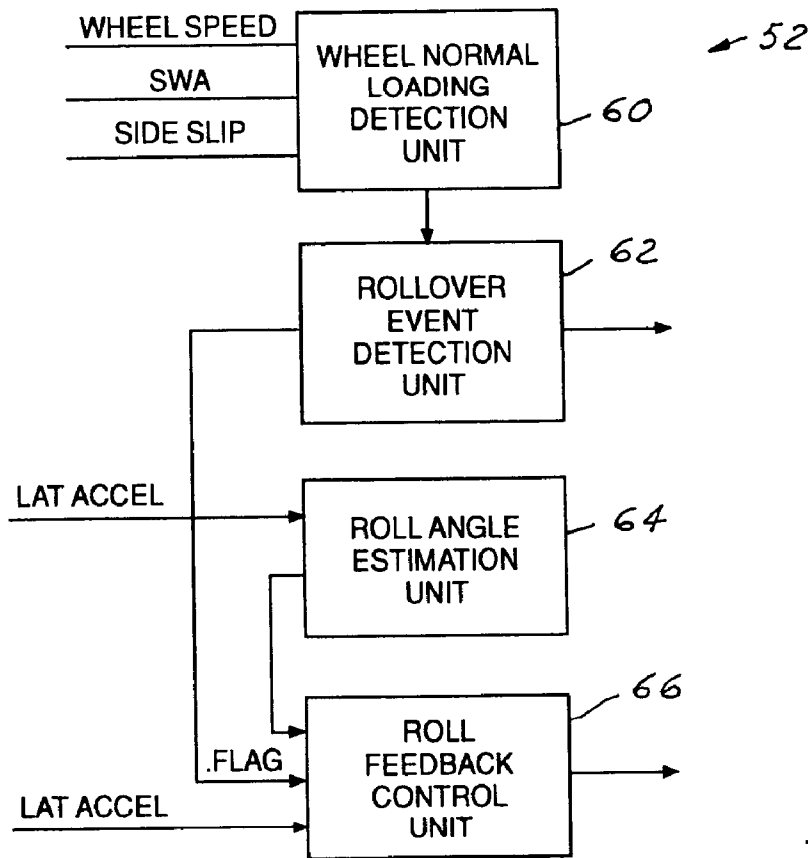 WHEEL SPEED
SWA
SIDE SLIP
WHEEL NORMAL
LOADING
DETECTION
UNIT
52
60
ROLLOVER
EVENT
DETECTION
UNIT
62
LAT ACCEL
ROLL ANGLE
ESTIMATION
UNIT
64
.FLAG
LAT ACCEL
ROLL
FEEDBACK
CONTROL
UNIT
66